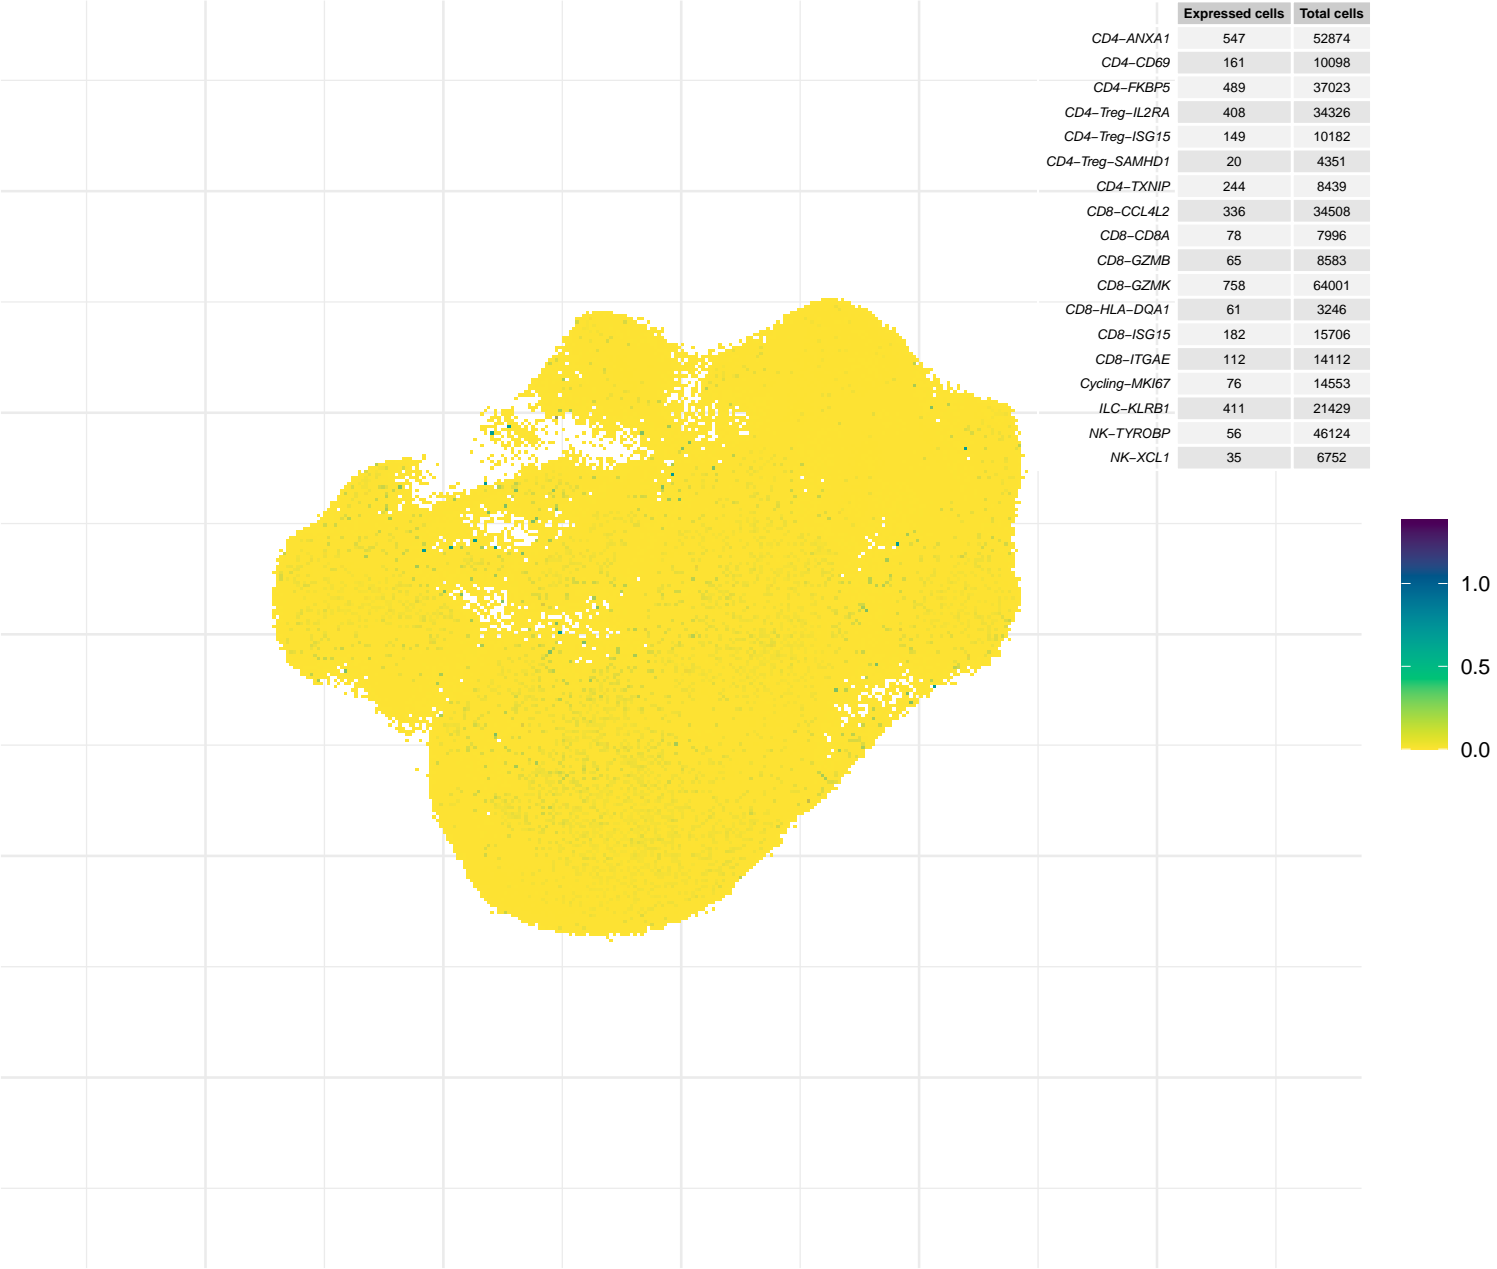 Expressed cells Total cells
CD4−ANXA1 547 52874
CD4−CD69 161 10098
CD4−FKBP5 489 37023
CD4−Treg−IL2RA 408 34326
CD4−Treg−ISG15 149 10182
CD4−Treg−SAMHD1 20 4351
CD4−TXNIP 244 8439
CD8−CCL4L2 336 34508
CD8−CD8A 78 7996
CD8−GZMB 65 8583
CD8−GZMK 758 64001
CD8−HLA−DQA1 61 3246
CD8−ISG15 182 15706
CD8−ITGAE 112 14112
Cycling−MKI67 76 14553
ILC−KLRB1 411 21429
NK−TYROBP 56 46124
NK−XCL1 35 6752
1.0
0.5
0.0